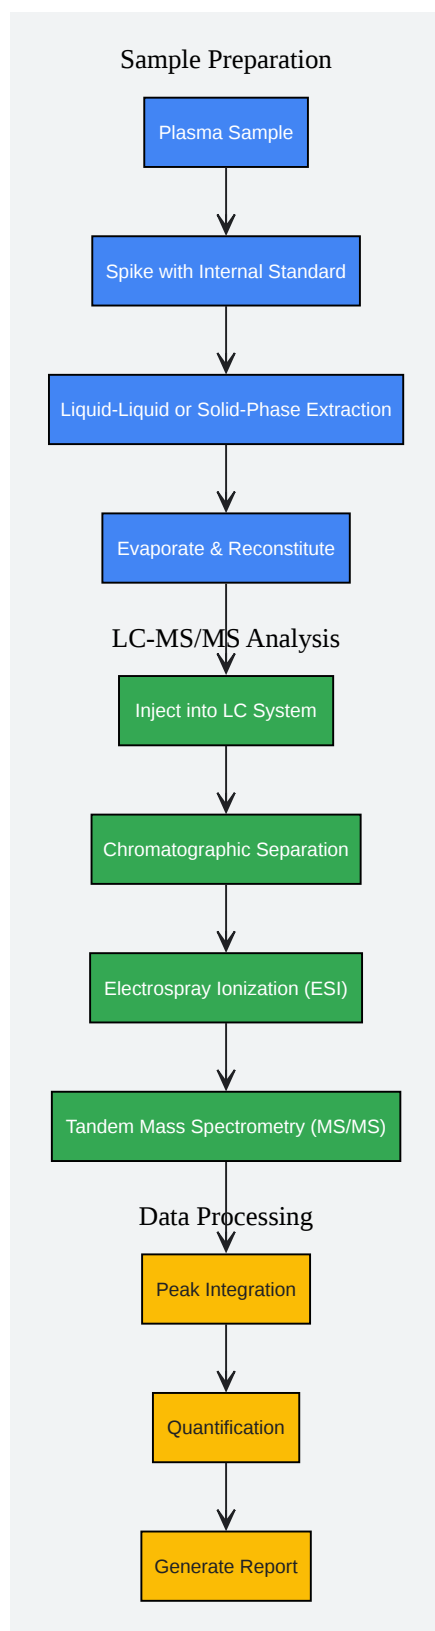 Sample Preparation
Plasma Sample
Spike with Internal Standard
Liquid-Liquid or Solid-Phase Extraction
Evaporate & Reconstitute
LC-MS/MS Analysis
Inject into LC System
Chromatographic Separation
Electrospray Ionization (ESI)
Tandem Mass Spectrometry (MS/MS)
Data Processing
Peak Integration
Quantification
Generate Report